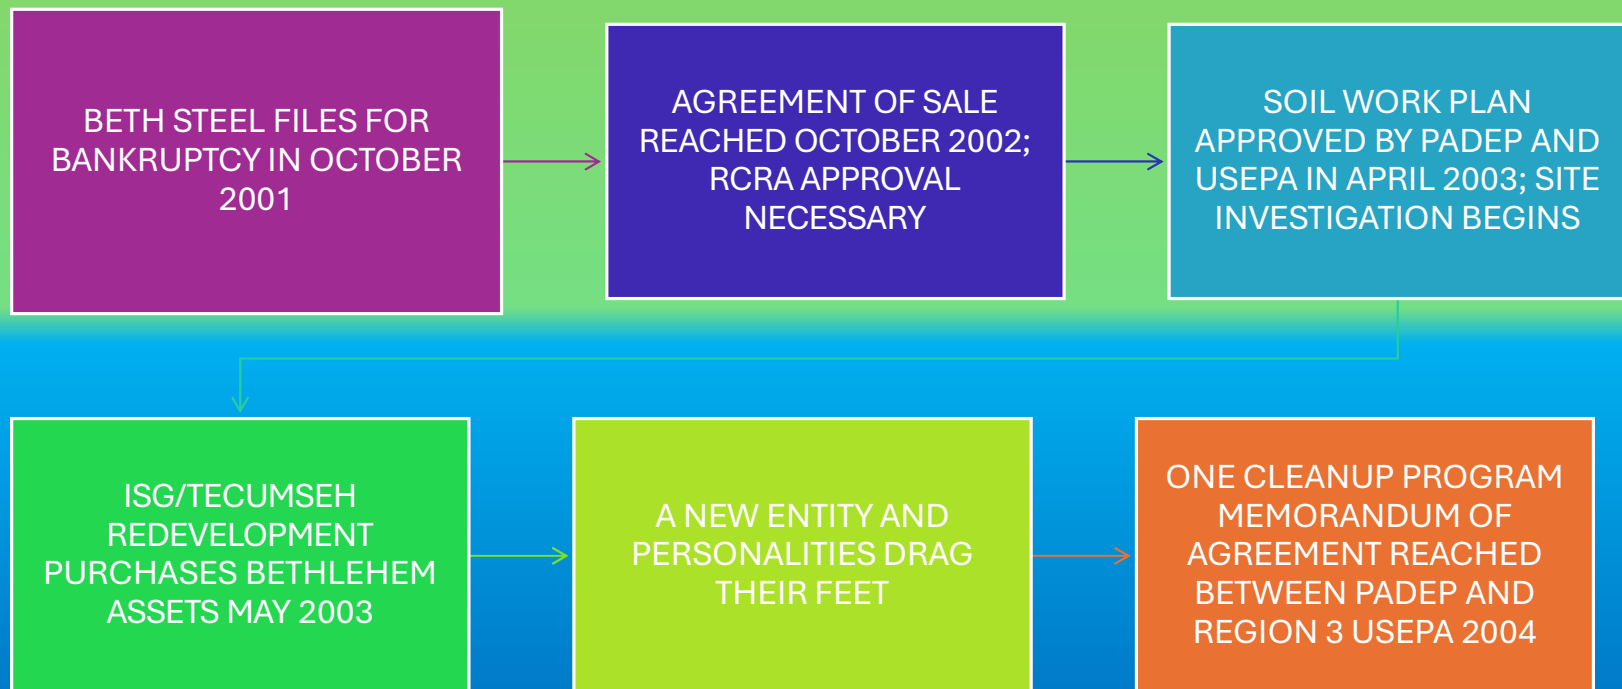 BETH STEEL FILES FOR
BANKRUPTCY IN OCTOBER
2001
AGREEMENT OF SALE
REACHED OCTOBER 2002;
RCRA APPROVAL
NECESSARY
SOIL WORK PLAN
APPROVED BY PADEP AND
USEPA IN APRIL 2003; SITE
INVESTIGATION BEGINS
ISG/TECUMSEH
REDEVELOPMENT
PURCHASES BETHLEHEM
ASSETS MAY 2003
A NEW ENTITY AND
PERSONALITIES DRAG
THEIR FEET
ONE CLEANUP PROGRAM
MEMORANDUM OF
AGREEMENT REACHED
BETWEEN PADEP AND
REGION 3 USEPA 2004